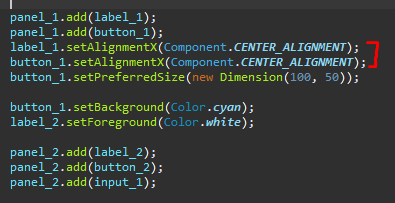 panel_1.add(label_1);
panel_1.add(button_1);
label_1.setAlignmentX(Component.CENTER_ALIGNMENT);
button_1.setAlignmentX(Component.CENTER_ALIGNMENT);
button_1.setPreferredSize(new Dimension(100, 50));
button_1.setBackground(Color.cyan);
label_2.setForeground(Color.white);
panel_2.add(label_2);
panel_2.add(button_2);
panel_2.add(input_1);